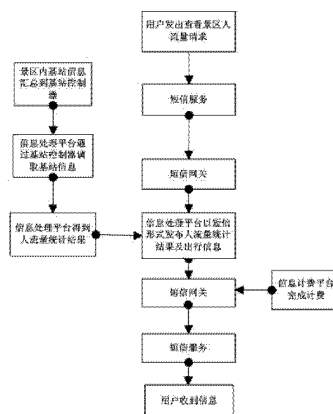 用户发出查看景区人
流量请求
景区内基站信息
汇总到基站控制
器
短信服务
信息处理平台通
过基站控制器调
取基站信息
短信网关
信息处理平台得到
人流量统计结果
信息处理平台以短信
形式发布人流量统计
结果及出行信息
短信网关
信息计费平台
完成计费
短信服务
用户收到信息